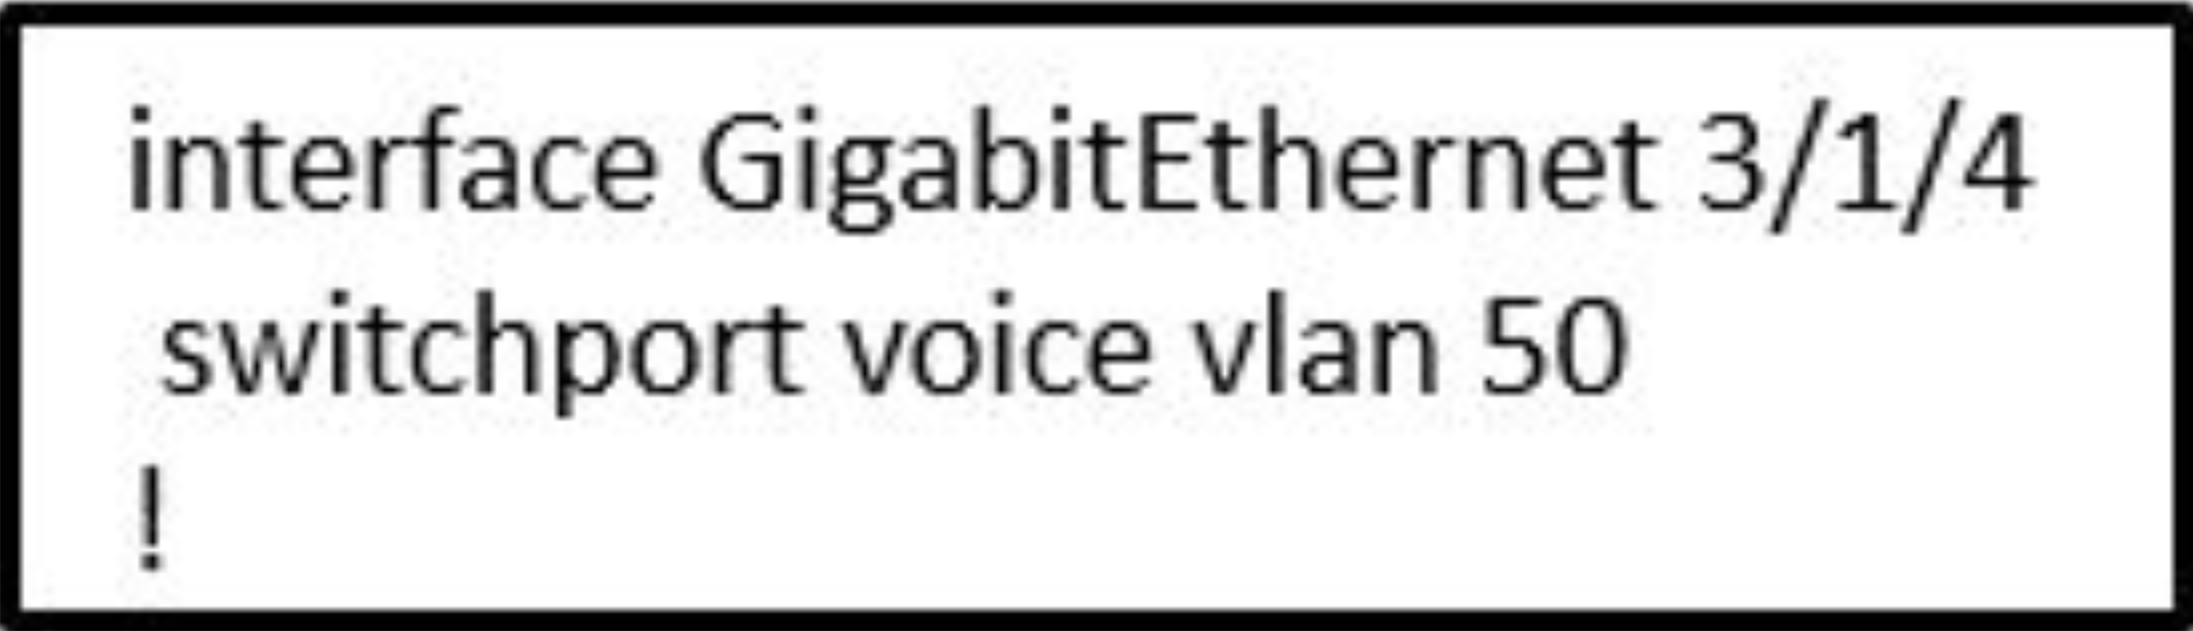 interface GigabitEthernet 3/1/4
switchport voice vlan 50
!